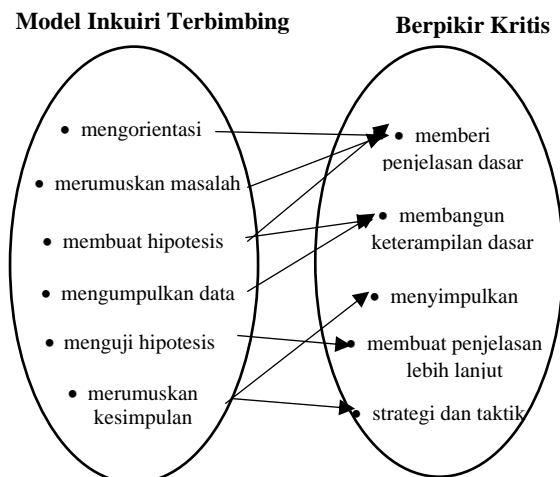 Model Inkuiri Terbimbing
Berpikir Kritis
• mengorientasi
• merumuskan masalah
• membuat hipotesis
• mengumpulkan data
• menguji hipotesis
• merumuskan
kesimpulan
• memberi
penjelasan dasar
• membangun
keterampilan dasar
• menyimpulkan
• membuat penjelasan
lebih lanjut
• strategi dan taktik